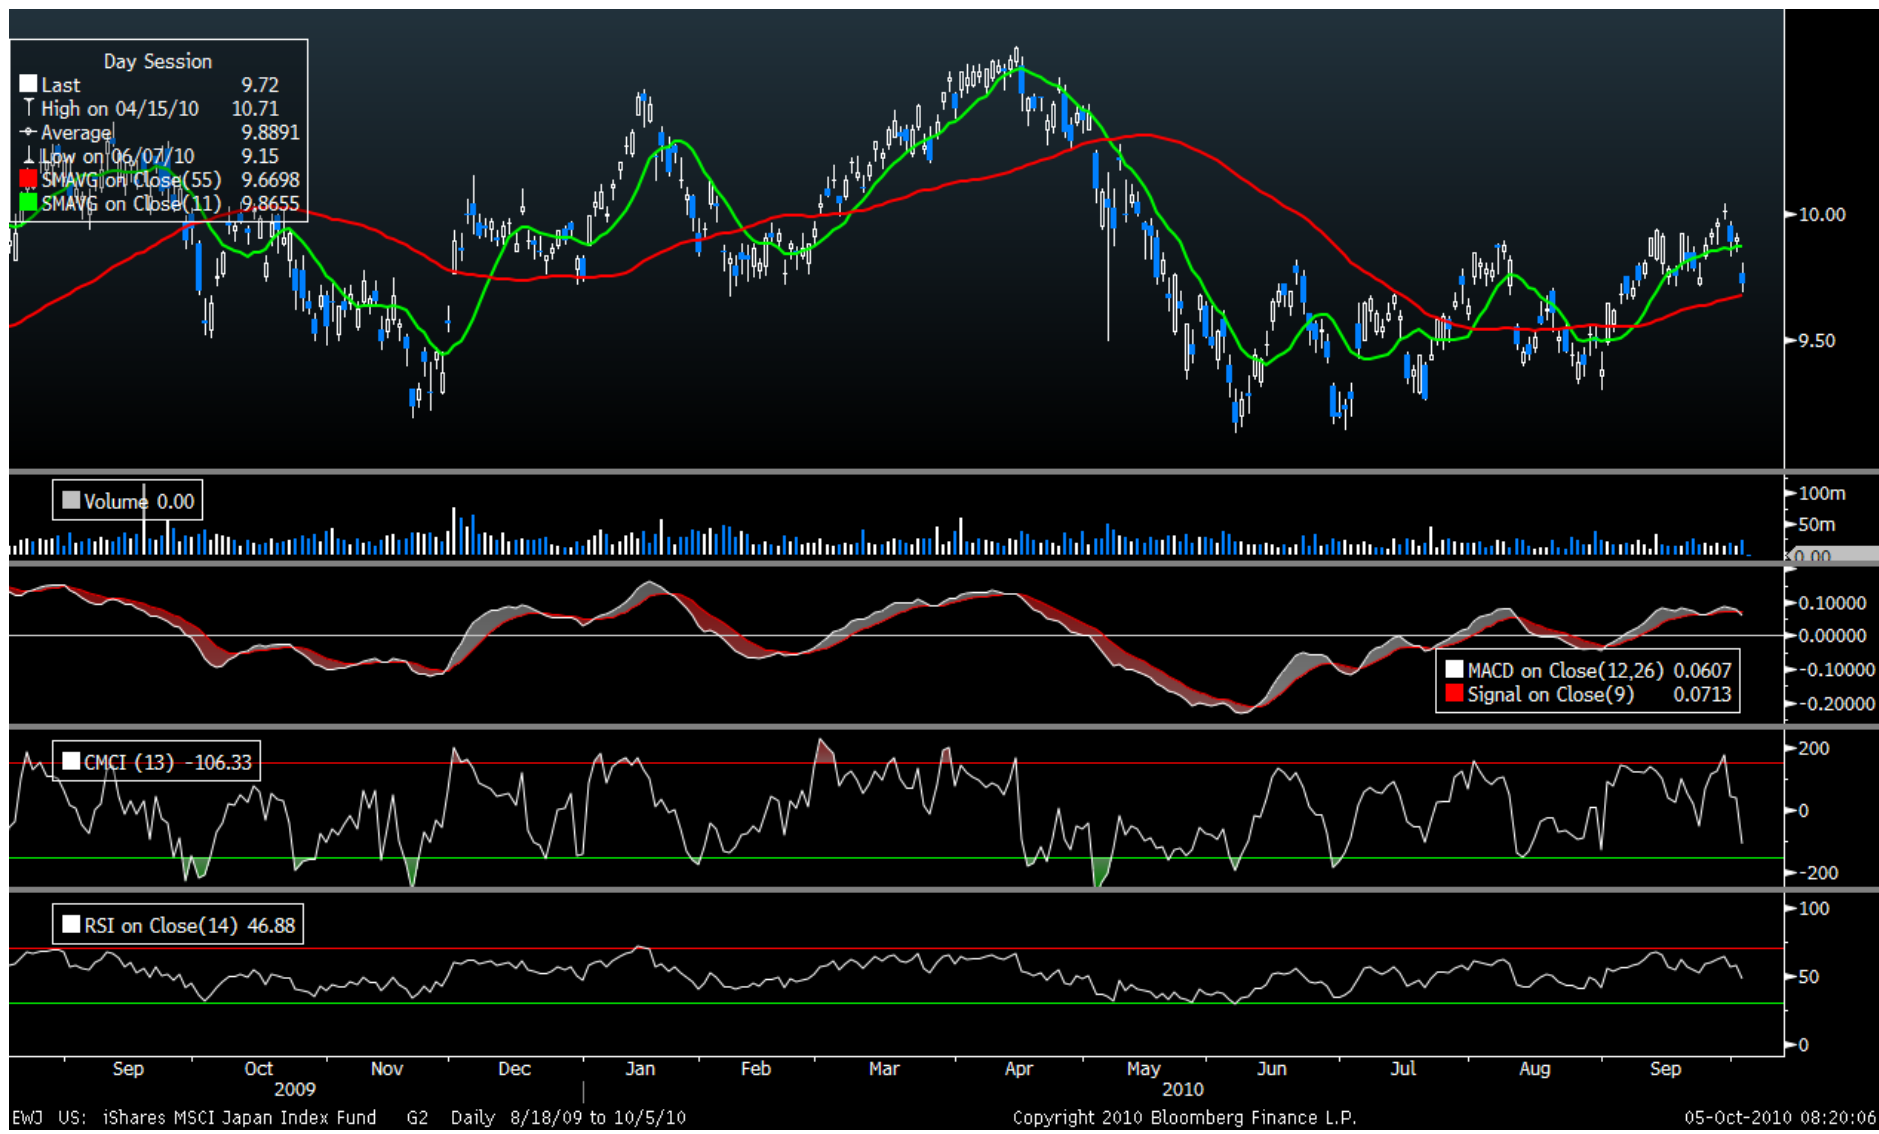 Day Session
Last 9.72
High on 04/15/10 10.71
Average 9.8891
Low on 06/07/10 9.15
SMAVG on Close(55) 9.6698
SMAVG on Close(11) 9.8655
10.00
9.50
Volume 0.00
100m
50m
0.00
0.10000
0.00000
-0.10000
-0.20000
MACD on Close(12,26) 0.0607
Signal on Close(9) 0.0713
CMCI (13) -106.33
200
0
-200
RSI on Close(14) 46.88
100
50
0
Sep Oct Nov Dec Jan Feb Mar Apr May Jun Jul Aug Sep
2009 2010
EWJ US: iShares MSCI Japan Index Fund G2 Daily 8/18/09 to 10/5/10 Copyright 2010 Bloomberg Finance L.P. 05-Oct-2010 08:20:06